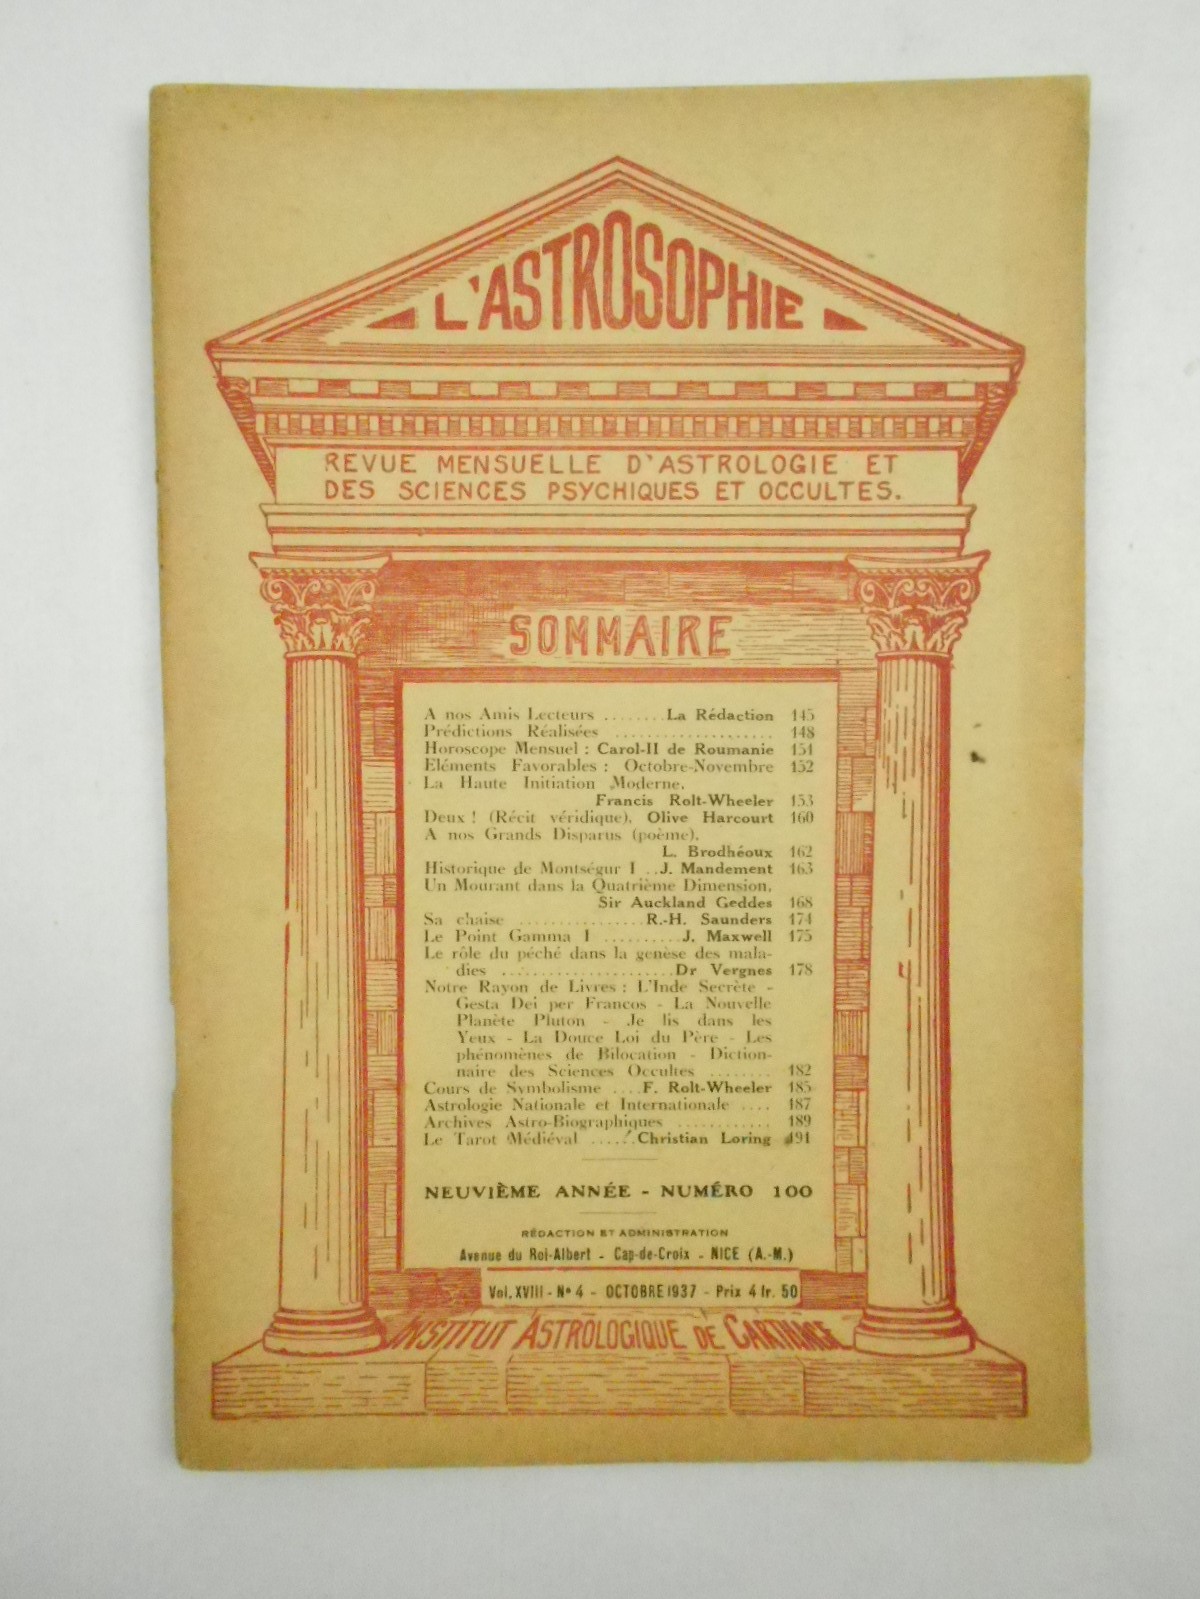 L'ASTROSOPHIE
REVUE MENSUELLE D'ASTROLOGIE ET
DES SCIENCES PSYCHIQUES ET OCCULTES.
SOMMAIRE
A nos Amis Lecteurs ........ La Rédaction 145
Prédictions Réalisées .................... 148
Horoscope Mensuel : Carol-II de Roumanie 151
Eléments Favorables : Octobre-Novembre 152
La Haute Initiation Moderne,
Francis Rolt-Wheeler 153
Deux ! (Récit véridique), Olive Harcourt 160
A nos Grands Disparus (poème),
L. Brodhéoux 162
Historique de Montségur I .. J. Mandement 163
Un Mourant dans la Quatrième Dimension,
Sir Auckland Geddes 168
Sa chaise ................ R.-H. Saunders 174
Le Point Gamma I .......... J. Maxwell 175
Le rôle du péché dans la genèse des mala-
dies ...................... Dr Vergnes 178
Notre Rayon de Livres : L'Inde Secrète -
Gesta Dei per Francos - La Nouvelle
Planète Pluton - Je lis dans les
Yeux - La Douce Loi du Père - Les
phénomènes de Bilocation - Diction-
naire des Sciences Occultes ........ 182
Cours de Symbolisme .... F. Rolt-Wheeler 185
Astrologie Nationale et Internationale .... 187
Archives Astro-Biographiques ............ 189
Le Tarot Médiéval ...... Christian Loring 191
NEUVIÈME ANNÉE - NUMÉRO 100
RÉDACTION ET ADMINISTRATION
Avenue du Roi-Albert - Cap-de-Croix - NICE (A.-M.)
Vol. XVIII - N° 4 - OCTOBRE 1937 - Prix 4 fr. 50
INSTITUT ASTROLOGIQUE DE CARTHAGE